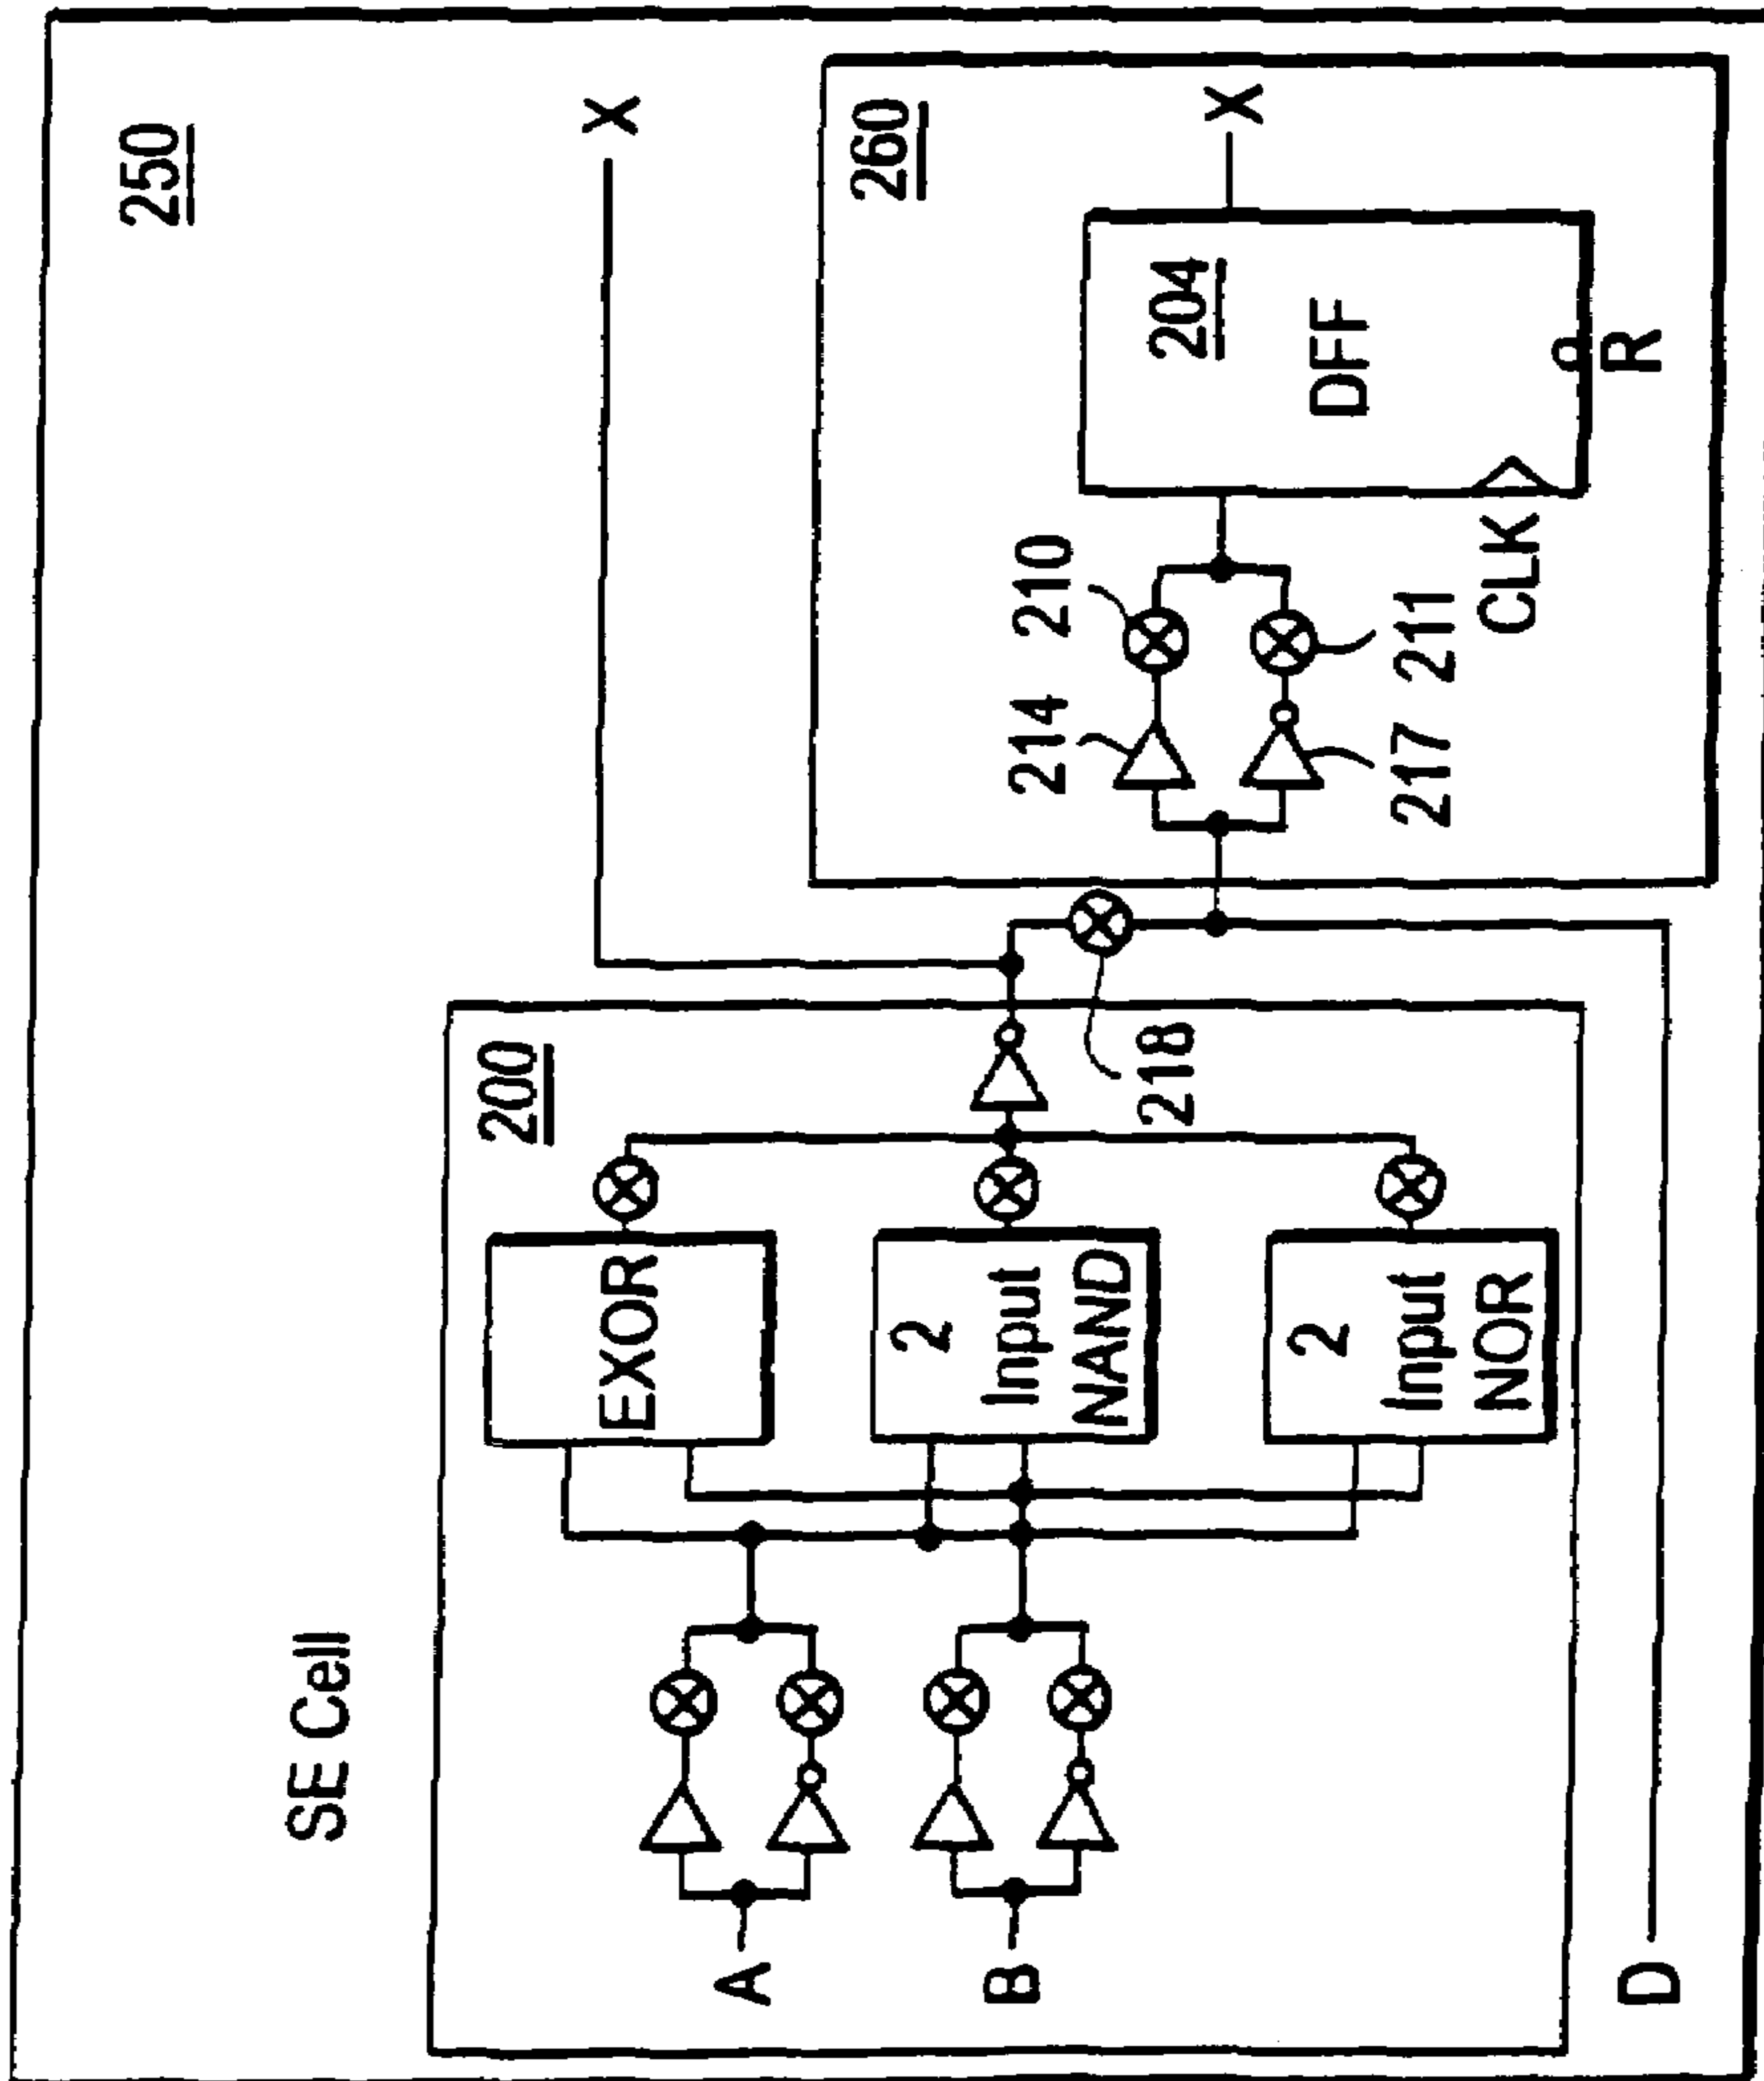 SE Cell
250
200
A
B
D
EXOR
2
Input
NAND
2
Input
NOR
218
X
260
214
210
217
211
CLK
204
DFF
R
X